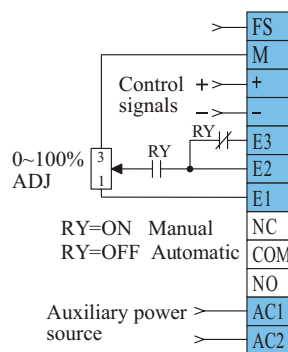 FS
M
Control
signals
+
+
−
−
RY
E3
0~100%
ADJ
3
1
RY
E2
E1
RY=ON Manual
RY=OFF Automatic
NC
COM
NO
Auxiliary power
source
AC1
AC2